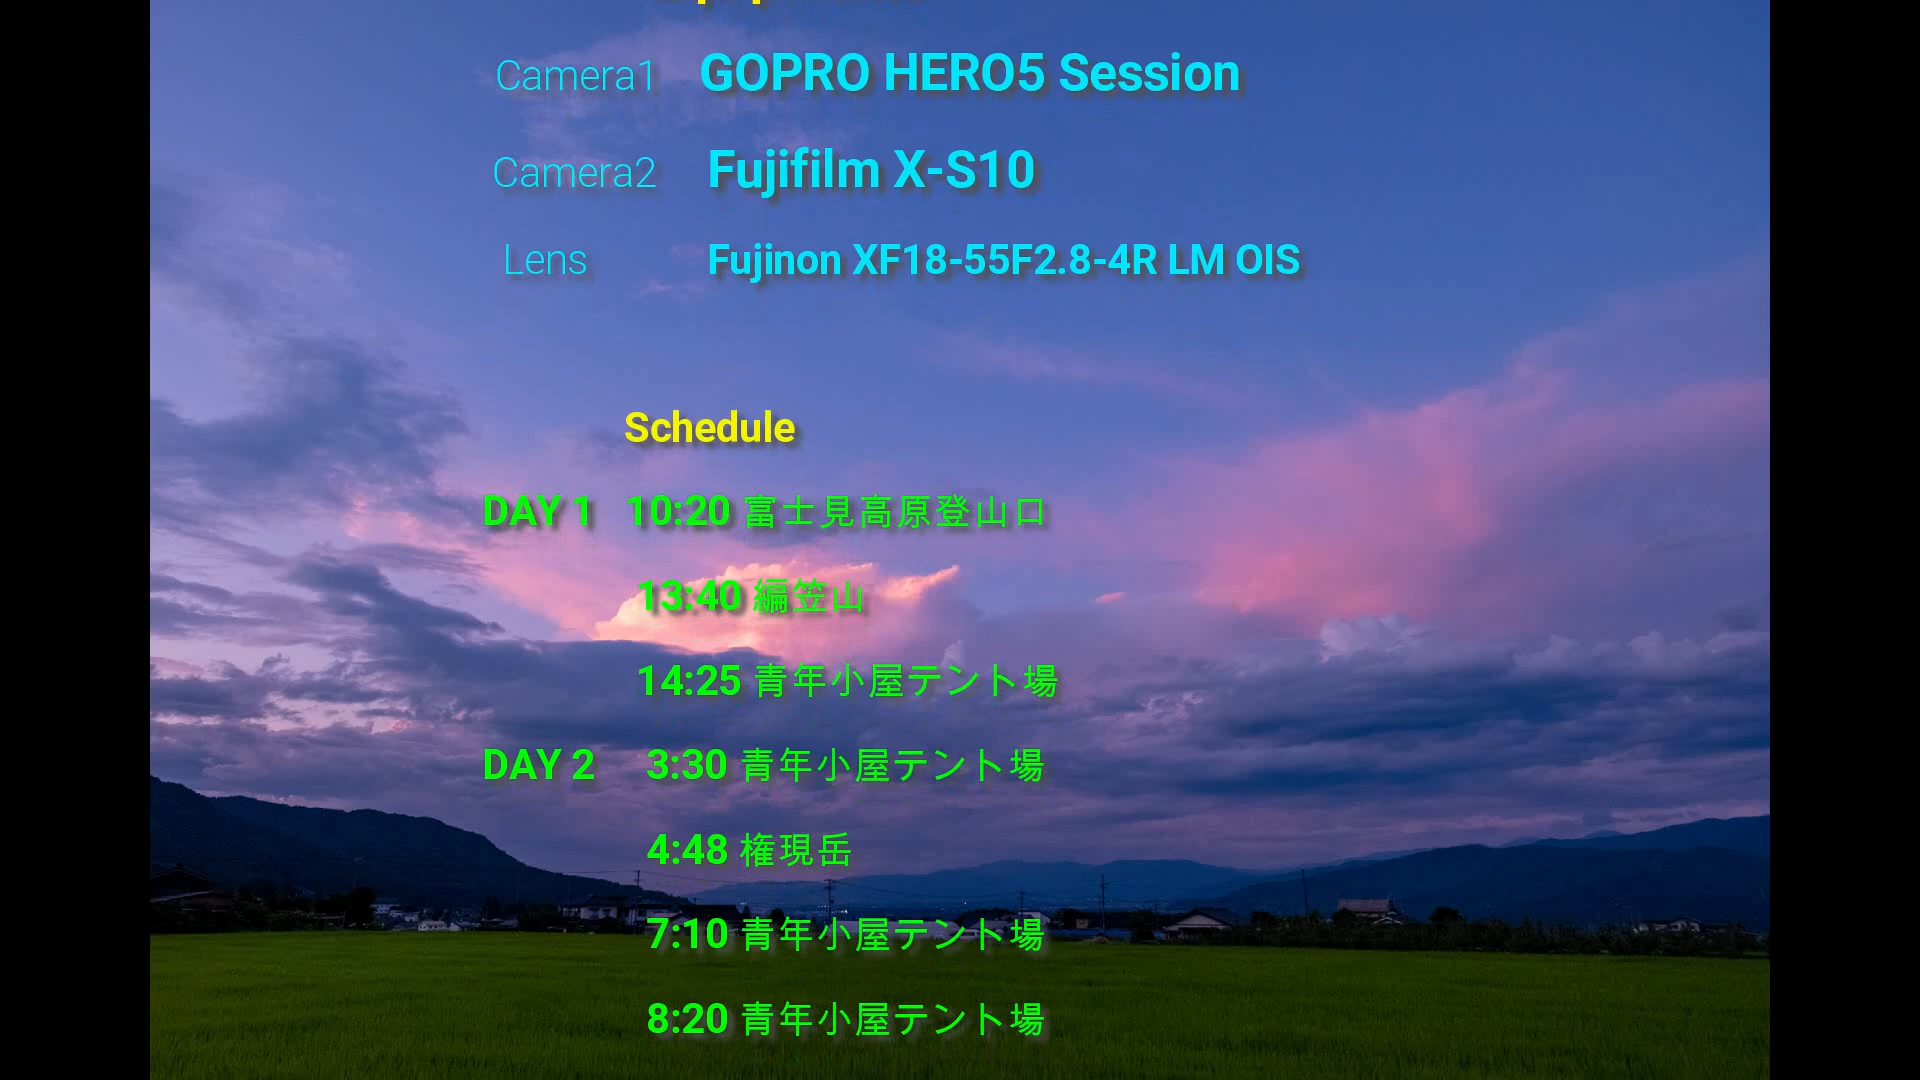 Camera1 GOPRO HERO5 Session
Camera2 Fujifilm X-S10
Lens Fujinon XF18-55F2.8-4R LM OIS
Schedule
DAY 1 10:20 富士見高原登山口
13:40 編笠山
14:25 青年小屋テント場
DAY 2 3:30 青年小屋テント場
4:48 権現岳
7:10 青年小屋テント場
8:20 青年小屋テント場